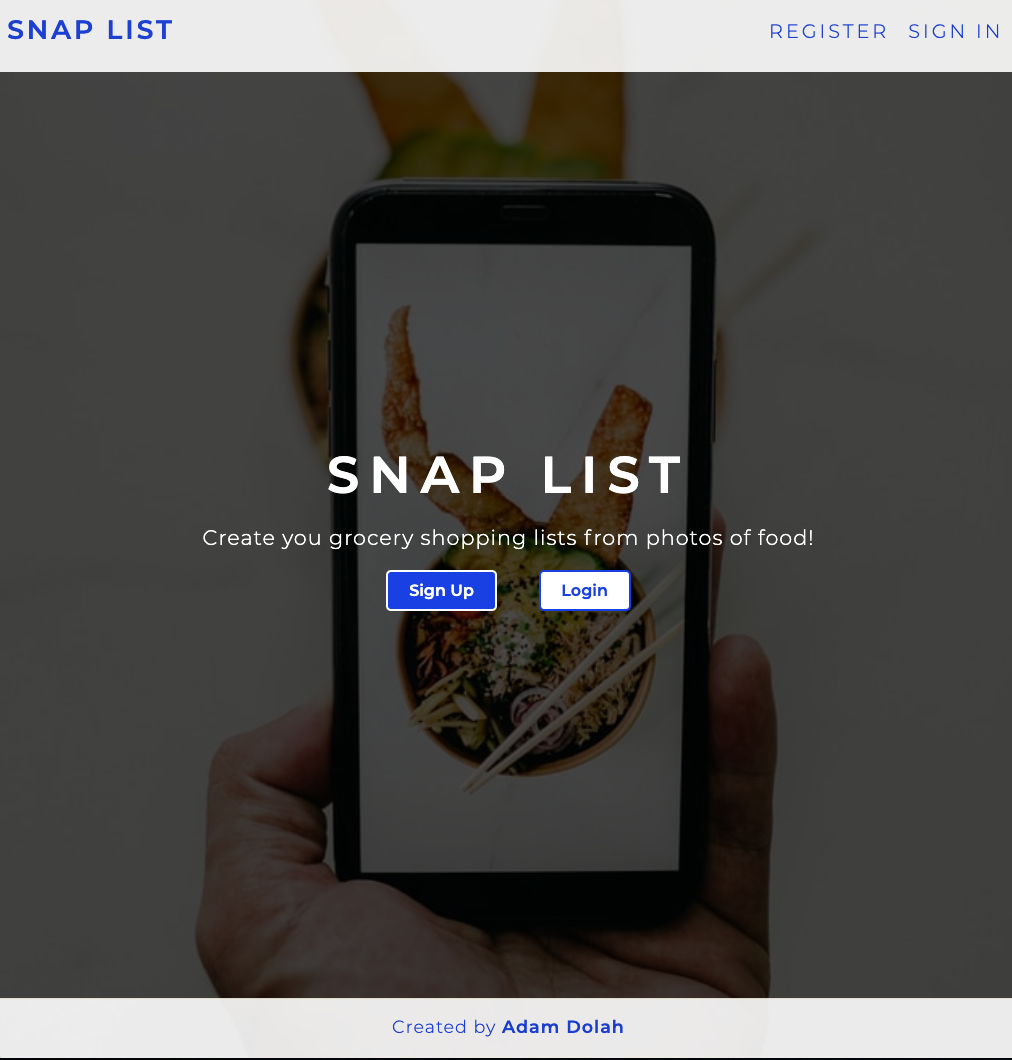 SNAP LIST
REGISTER SIGN IN
SNAP LIST
Create you grocery shopping lists from photos of food!
Sign Up
Login
Created by Adam Dolah